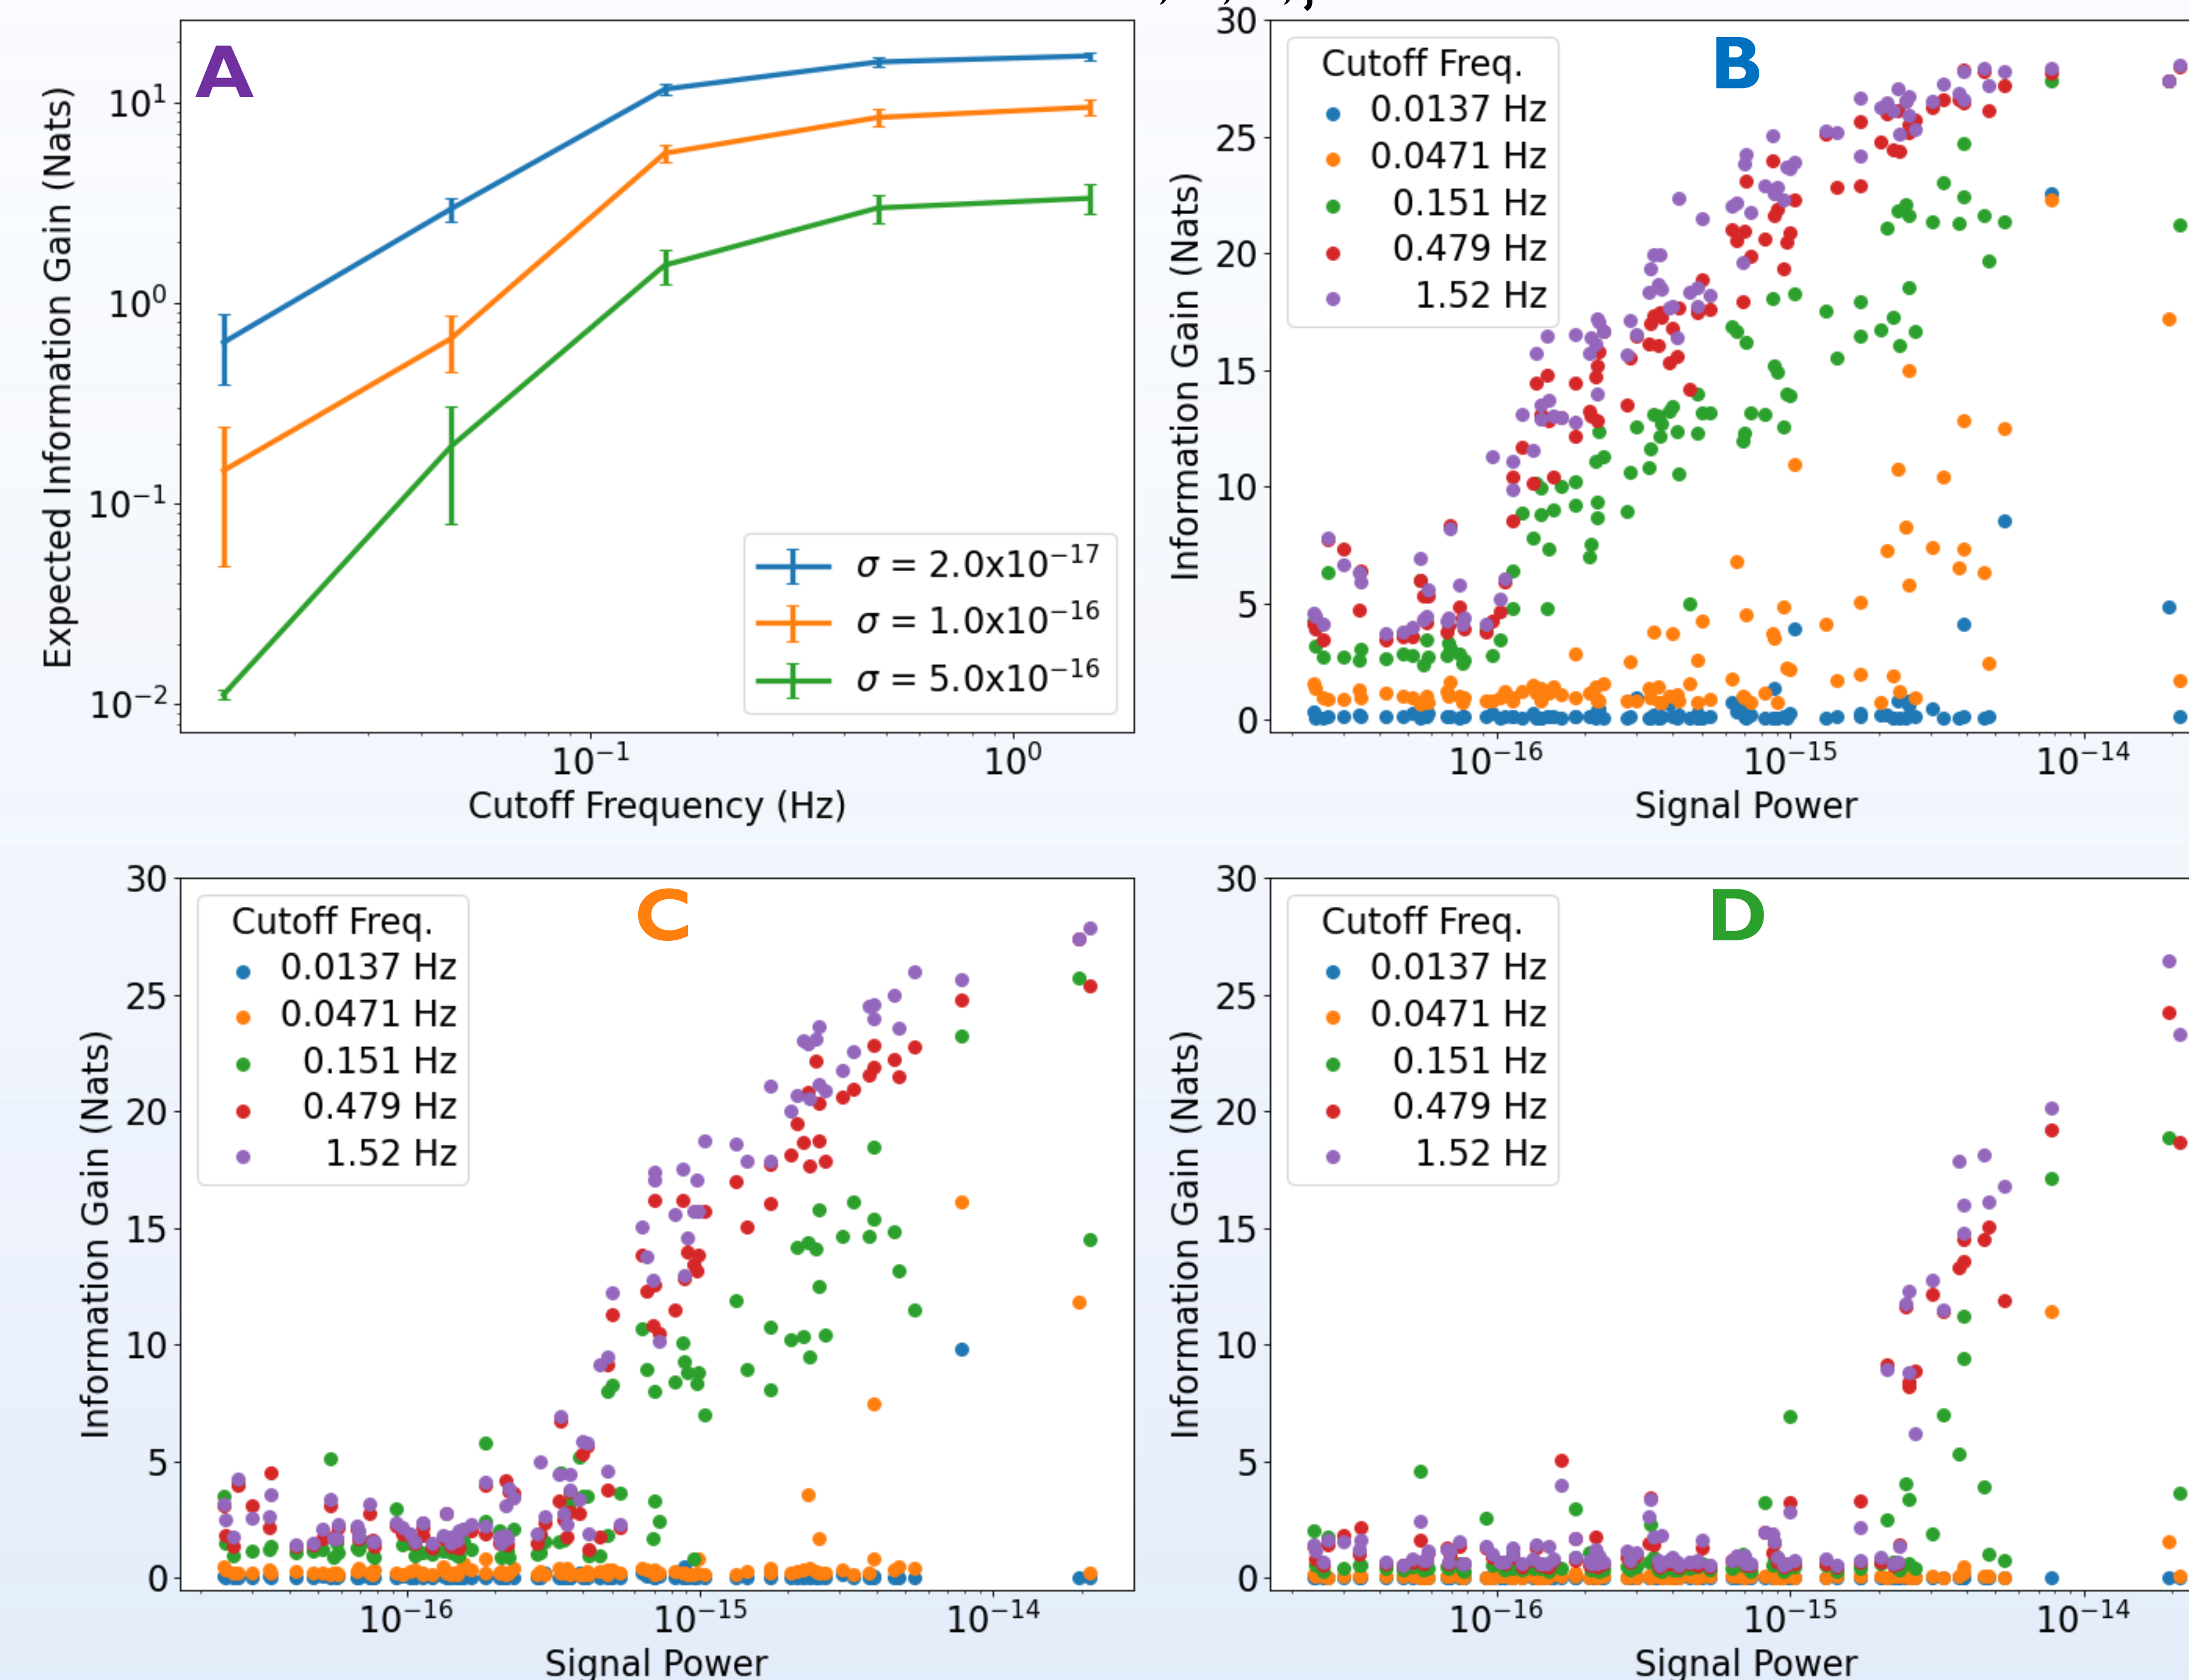 A
Expected Information Gain (Nats)
10¹
10⁰
10⁻¹
10⁻²
σ = 2.0x10⁻¹⁷
σ = 1.0x10⁻¹⁶
σ = 5.0x10⁻¹⁶
10⁻¹ 10⁰
Cutoff Frequency (Hz)
B
Information Gain (Nats)
30
25
20
15
10
5
0
Cutoff Freq.
0.0137 Hz
0.0471 Hz
0.151 Hz
0.479 Hz
1.52 Hz
10⁻¹⁶ 10⁻¹⁵ 10⁻¹⁴
Signal Power
C
Information Gain (Nats)
30
25
20
15
10
5
0
Cutoff Freq.
0.0137 Hz
0.0471 Hz
0.151 Hz
0.479 Hz
1.52 Hz
10⁻¹⁶ 10⁻¹⁵ 10⁻¹⁴
Signal Power
D
Information Gain (Nats)
30
25
20
15
10
5
0
Cutoff Freq.
0.0137 Hz
0.0471 Hz
0.151 Hz
0.479 Hz
1.52 Hz
10⁻¹⁶ 10⁻¹⁵ 10⁻¹⁴
Signal Power